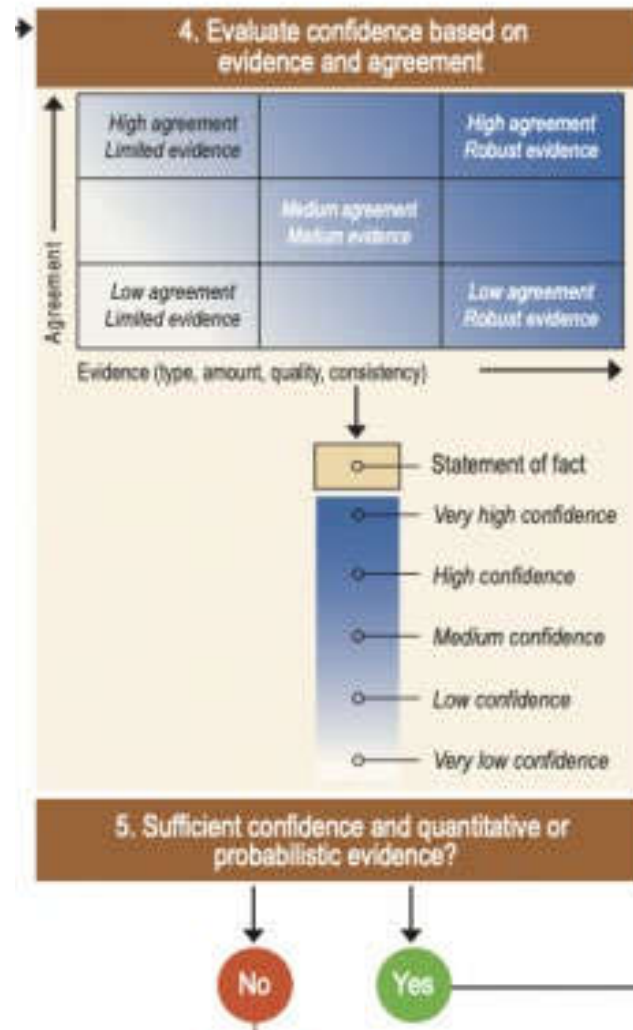 4. Evaluate confidence based on
evidence and agreement
High agreement
Limited evidence
High agreement
Robust evidence
Medium agreement
Medium evidence
Low agreement
Limited evidence
Low agreement
Robust evidence
Agreement
Evidence (type, amount, quality, consistency)
Statement of fact
Very high confidence
High confidence
Medium confidence
Low confidence
Very low confidence
5. Sufficient confidence and quantitative or
probabilistic evidence?
No
Yes